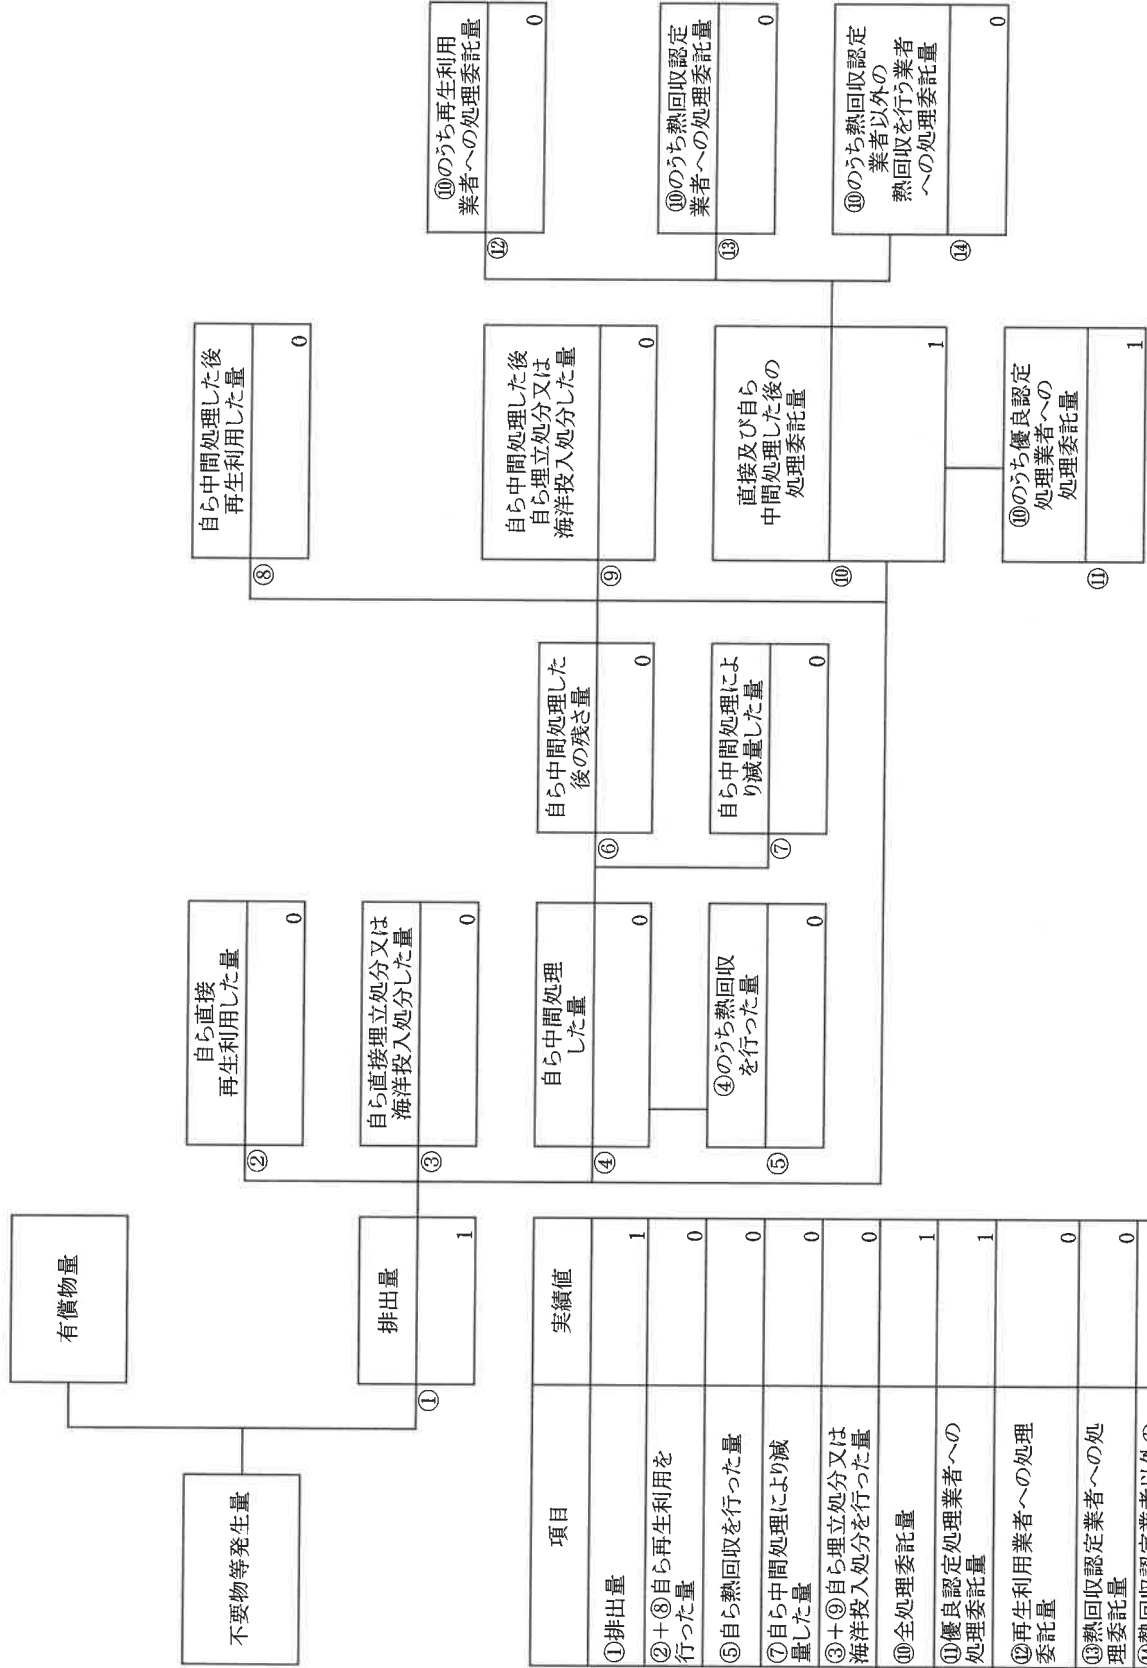 不要物等発生量
有償物量
①
排出量
1
②
自ら直接
再生利用した量
0
③
自ら直接埋立処分又は
海洋投入処分した量
0
④
自ら中間処理
した量
0
⑤
④のうち熱回収
を行った量
0
⑥
自ら中間処理した
後の残さ量
0
⑦
自ら中間処理によ
り減量した量
0
⑧
自ら中間処理した後
再生利用した量
0
⑨
自ら中間処理した後
自ら埋立処分又は
海洋投入処分した量
0
⑩
直接及び自ら
中間処理した後の
処理委託量
1
⑪
⑩のうち優良認定
処理業者への
処理委託量
1
⑫
⑩のうち再生利用
業者への処理委託量
0
⑬
⑩のうち熱回収認定
業者への処理委託量
0
⑭
⑩のうち熱回収認定
業者以外の
熱回収を行う業者
への処理委託量
0
項目 実績値
①排出量 1
②+⑧自ら再生利用を
行った量 0
⑤自ら熱回収を行った量 0
⑦自ら中間処理により減
量した量 0
③+⑨自ら埋立処分又は
海洋投入処分を行った量 0
⑩全処理委託量 1
⑪優良認定処理業者への
処理委託量 1
⑫再生利用業者への処理
委託量 0
⑬熱回収認定業者への処
理委託量 0
⑭熱回収認定業者以外の